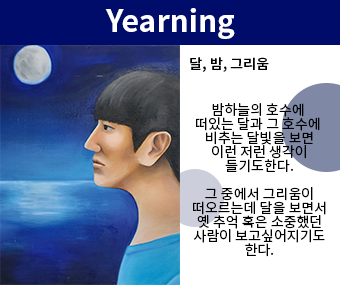 Yearning
달, 밤, 그리움
밤하늘의 호수에
떠있는 달과 그 호수에
비추는 달빛을 보면
이런 저런 생각이
들기도한다.
그 중에서 그리움이
떠오르는데 달을 보면서
옛 추억 혹은 소중했던
사람이 보고싶어지기도
한다.